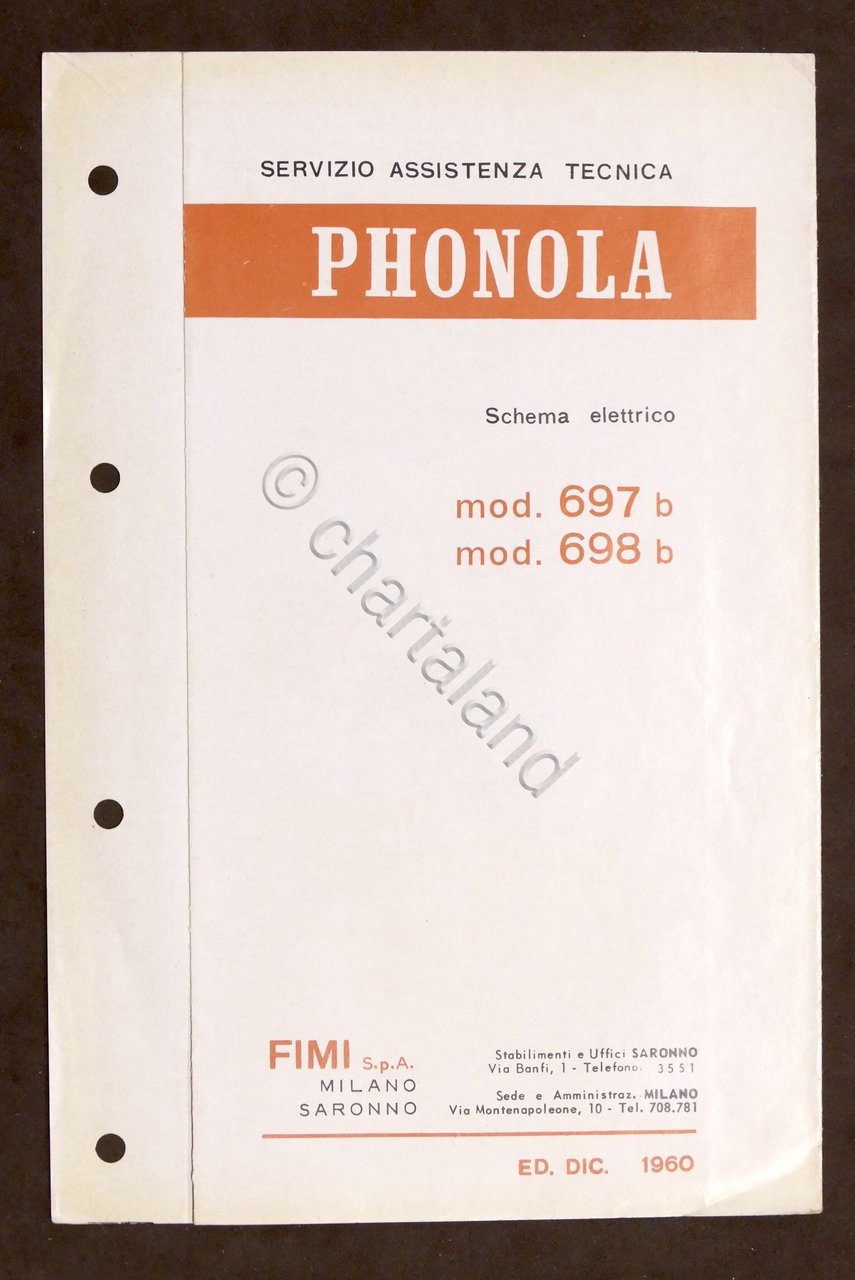 SERVIZIO ASSISTENZA TECNICA
PHONOLA
Schema elettrico
mod. 697 b
mod. 698 b
© chartaland
FIMI S.p.A.
MILANO
SARONNO
Stabilimenti e Uffici SARONNO
Via Banfi, 1 - Telefono. 3551
Sede e Amministraz. MILANO
Via Montenapoleone, 10 - Tel. 708.781
ED. DIC. 1960